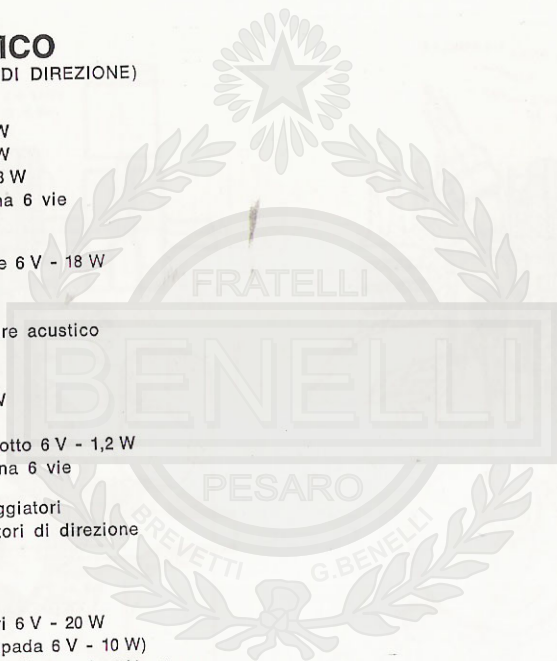 ICO
DI DIREZIONE)
W
W
3 W
na 6 vie
e 6 V - 18 W
FRATELLI
re acustico
BENELLI
W
otto 6 V - 1,2 W
na 6 vie
PESARO
ggiatori
BREVETTI G.BENELLI
tori di direzione
ri 6 V - 20 W
pada 6 V - 10 W)